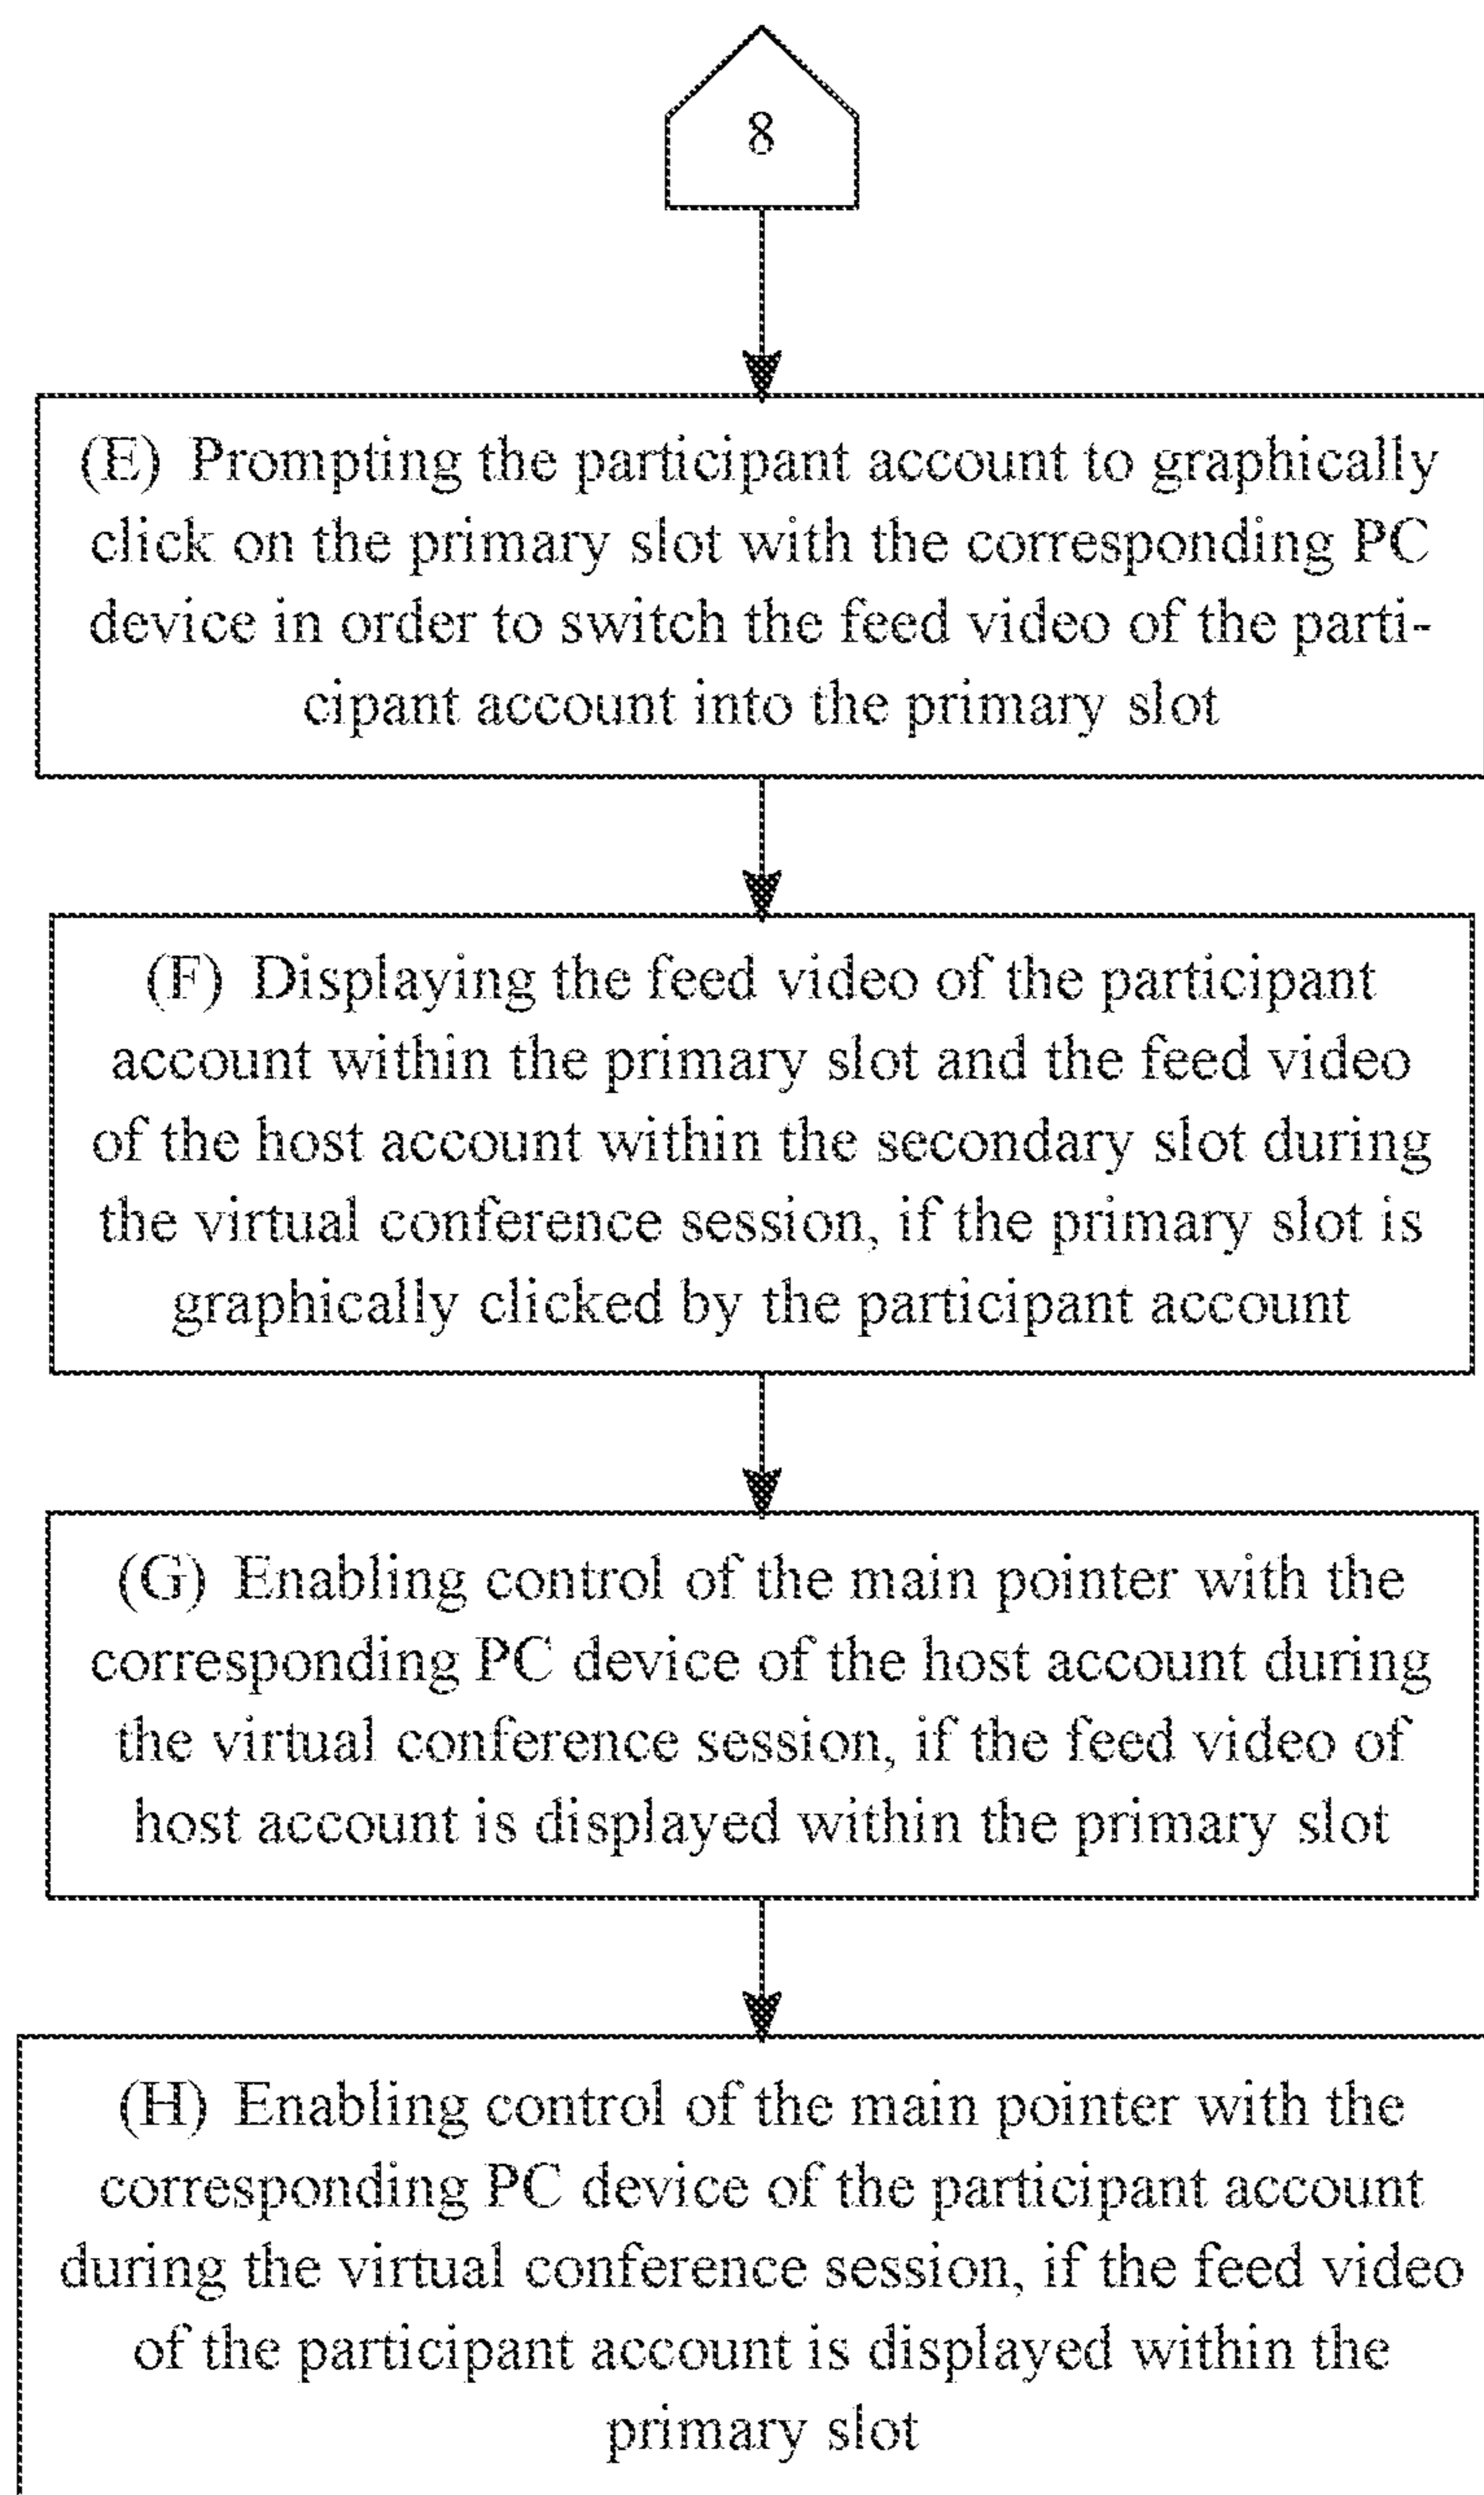 8
(E) Prompting the participant account to graphically
click on the primary slot with the corresponding PC
device in order to switch the feed video of the parti-
cipant account into the primary slot
(F) Displaying the feed video of the participant
account within the primary slot and the feed video
of the host account within the secondary slot during
the virtual conference session, if the primary slot is
graphically clicked by the participant account
(G) Enabling control of the main pointer with the
corresponding PC device of the host account during
the virtual conference session, if the feed video of
host account is displayed within the primary slot
(H) Enabling control of the main pointer with the
corresponding PC device of the participant account
during the virtual conference session, if the feed video
of the participant account is displayed within the
primary slot